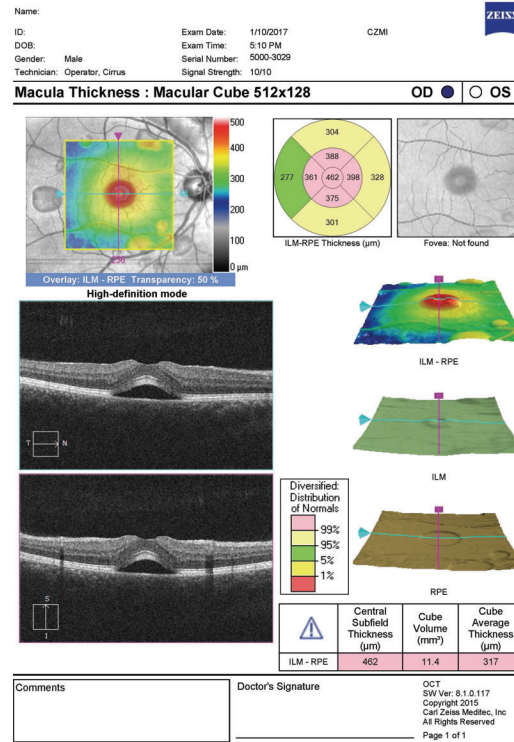 Name:
ZEISS
ID: Exam Date: 1/10/2017 CZMI
DOB: Exam Time: 5:10 PM
Gender: Male Serial Number: 5000-3029
Technician: Operator, Cirrus Signal Strength: 10/10
Macula Thickness : Macular Cube 512x128 OD OS
500
400
300
200
100
0 µm
256
Overlay: ILM - RPE Transparency: 50 %
High-definition mode
304
388
277 361 462 398 328
375
301
ILM-RPE Thickness (µm)
Fovea: Not found
ILM - RPE
T N
ILM
S
I
Diversified:
Distribution
of Normals
99%
95%
5%
1%
RPE
Central Subfield Thickness (µm) Cube Volume (mm³) Cube Average Thickness (µm)
ILM - RPE 462 11.4 317
Comments
Doctor's Signature
OCT
SW Ver: 8.1.0.117
Copyright 2015
Carl Zeiss Meditec, Inc
All Rights Reserved
Page 1 of 1